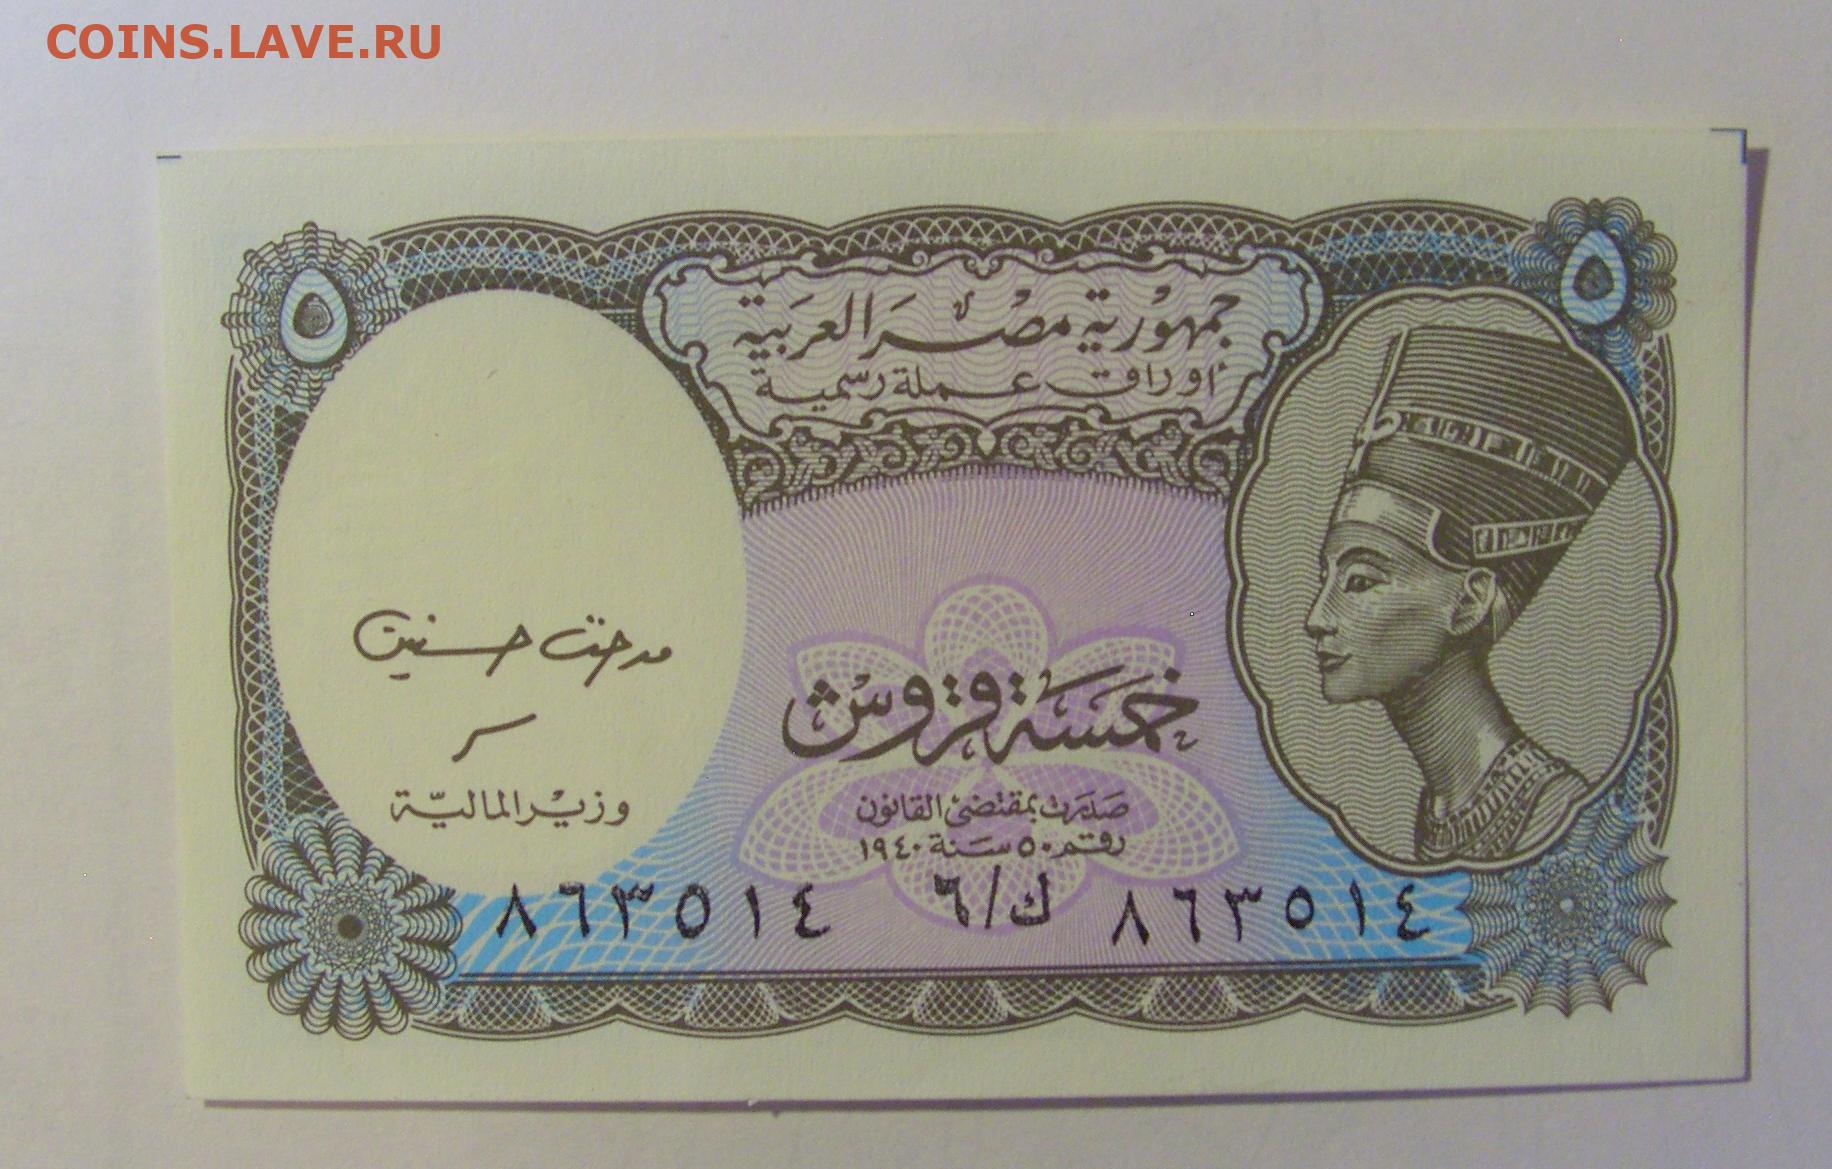 COINS.LAVE.RU
٥
٥
جمهورية مصر العربية
أوراق عملة رسمية
مدحت حسنين
وزير المالية
خمسة قروش
صدرت بمقتضى القانون
رقم ٥٠ سنة ١٩٤٠
٨٦٣٥١٤ ٦/ك ٨٦٣٥١٤